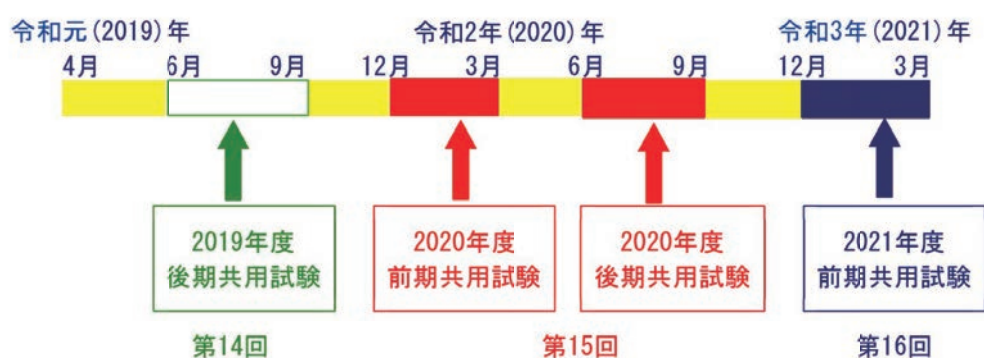 令和元(2019)年 令和2年(2020)年 令和3年(2021)年
4月 6月 9月 12月 3月 6月 9月 12月 3月
2019年度
後期共用試験
2020年度
前期共用試験
2020年度
後期共用試験
2021年度
前期共用試験
第14回 第15回 第16回